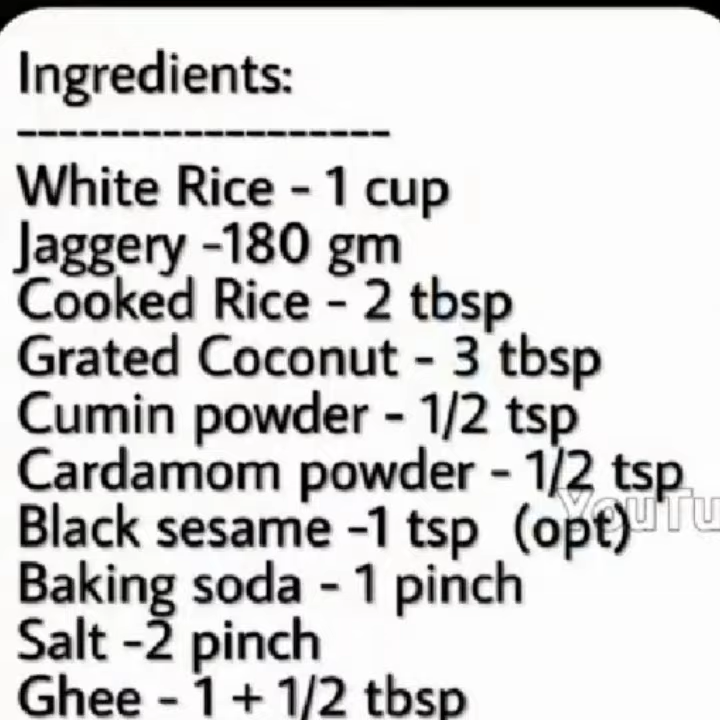 Ingredients:
------------------
White Rice - 1 cup
Jaggery -180 gm
Cooked Rice - 2 tbsp
Grated Coconut - 3 tbsp
Cumin powder - 1/2 tsp
Cardamom powder - 1/2 tsp
YouTu
Black sesame -1 tsp (opt)
Baking soda - 1 pinch
Salt -2 pinch
Ghee - 1 + 1/2 tbsp